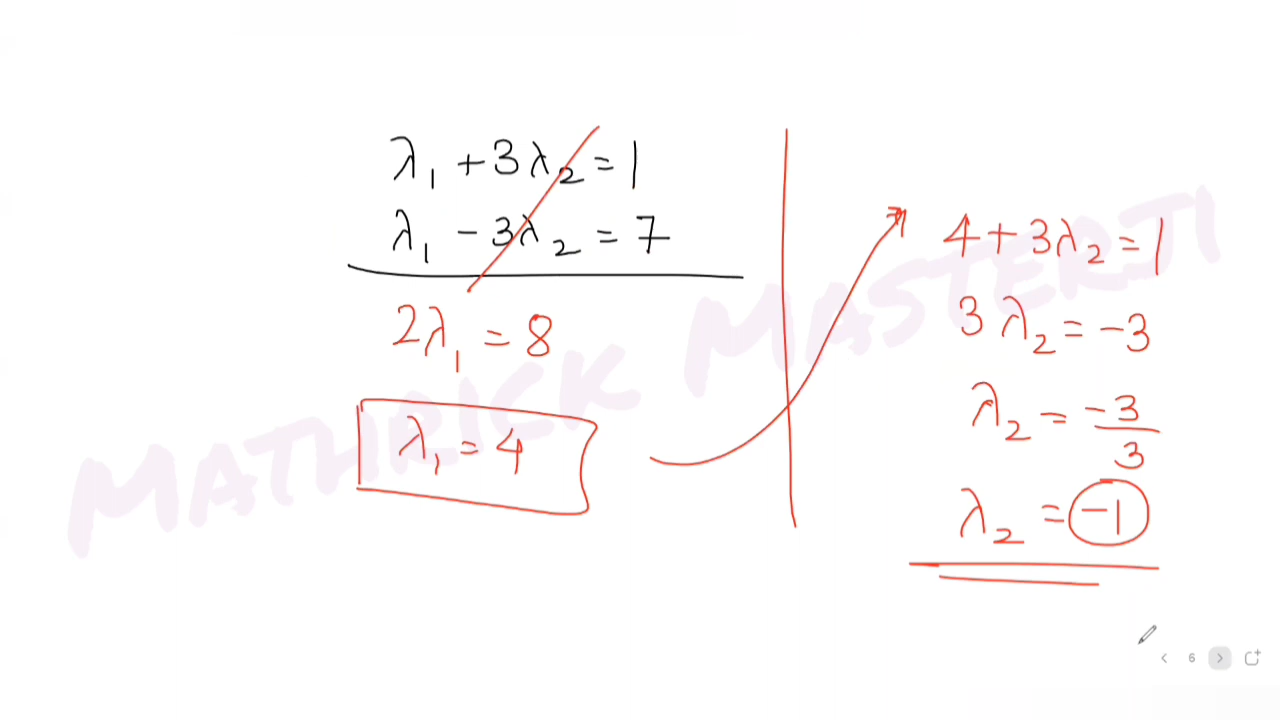 λ₁ + 3λ₂ = 1
λ₁ - 3λ₂ = 7
2λ₁ = 8
λ₁ = 4
4 + 3λ₂ = 1
3λ₂ = -3
λ₂ = -3/3
λ₂ = -1
MATHRICK MASTERJI
6